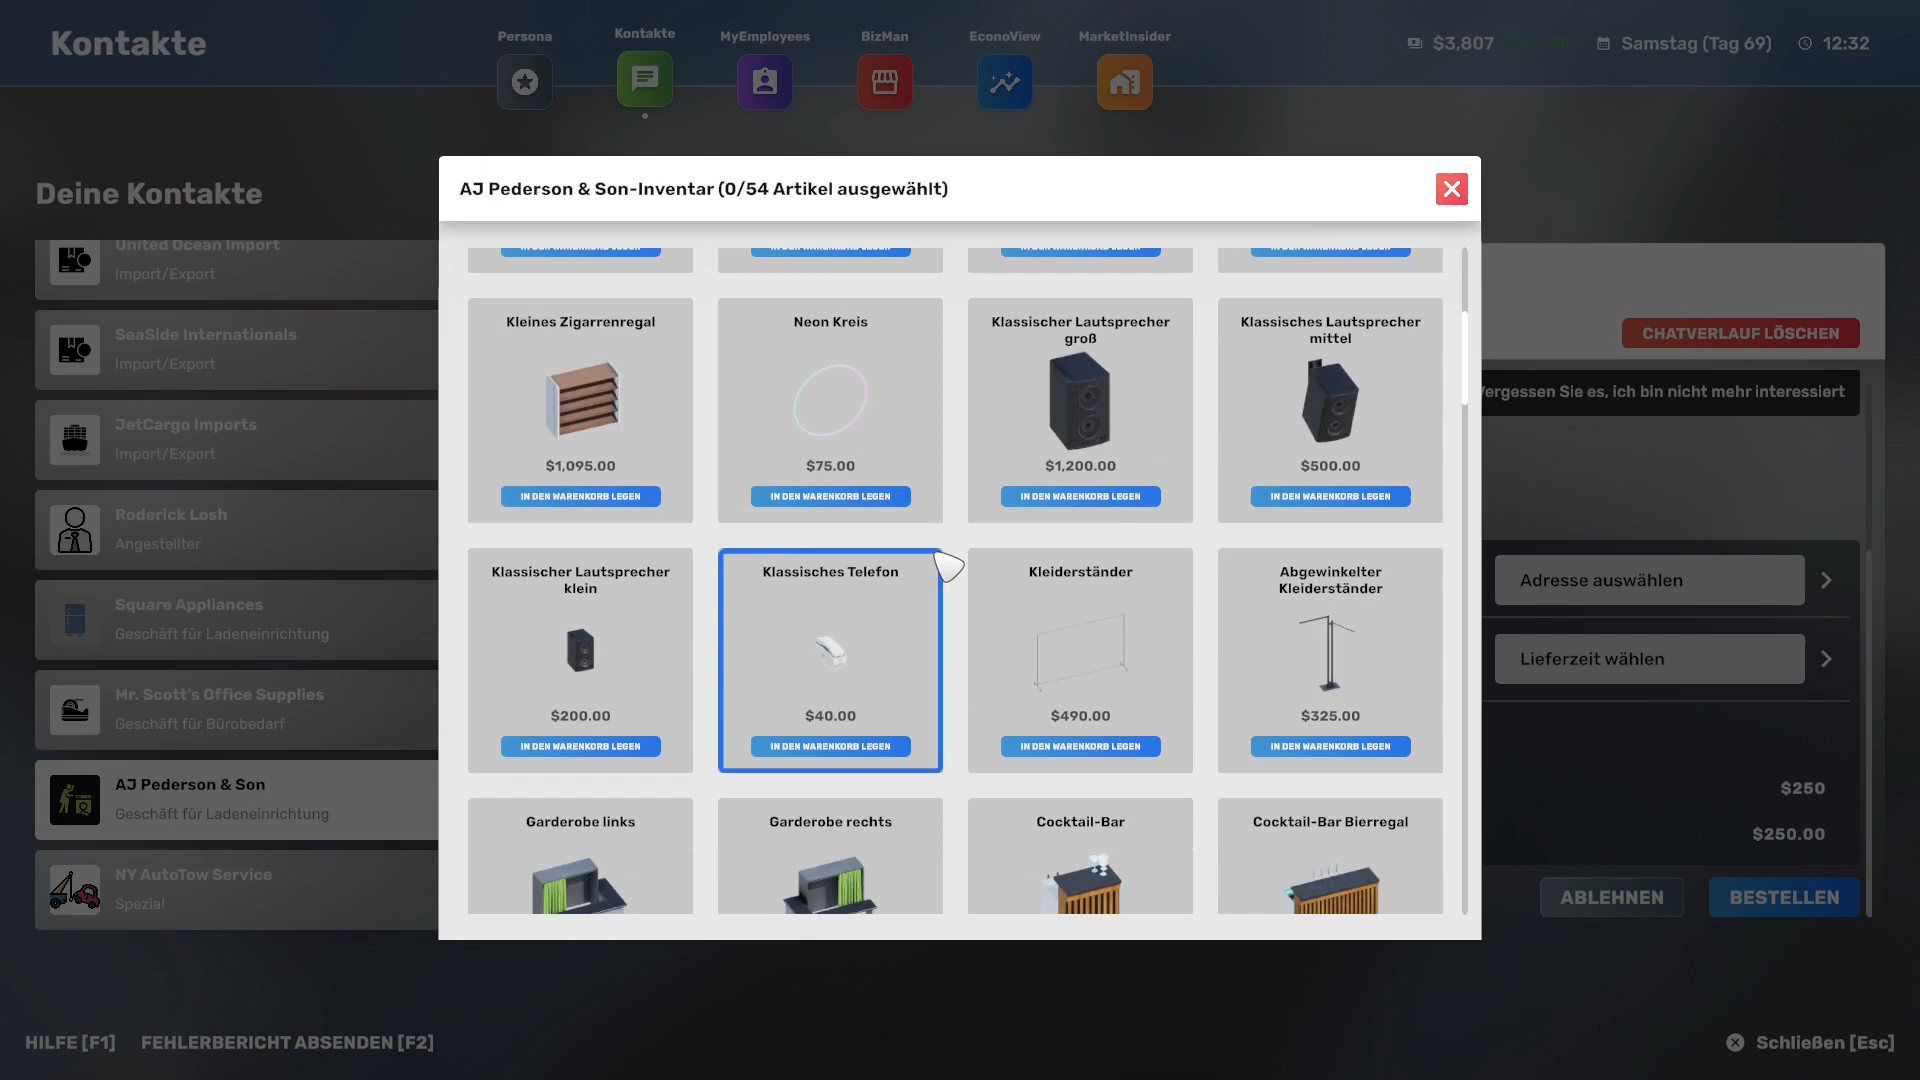 Kontakte
Persona
Kontakte
MyEmployees
BizMan
EconoView
MarketInsider
$3,807
Samstag (Tag 69)
12:32
Deine Kontakte
United Ocean Import
Import/Export
SeaSide Internationals
Import/Export
JetCargo Imports
Import/Export
Roderick Losh
Angestellter
Square Appliances
Geschäft für Ladeneinrichtung
Mr. Scott's Office Supplies
Geschäft für Bürobedarf
AJ Pederson & Son
Geschäft für Ladeneinrichtung
NY AutoTow Service
Spezial
AJ Pederson & Son-Inventar (0/54 Artikel ausgewählt)
Kleines Zigarrenregal
$1,095.00
IN DEN WARENKORB LEGEN
Neon Kreis
$75.00
IN DEN WARENKORB LEGEN
Klassischer Lautsprecher
groß
$1,200.00
IN DEN WARENKORB LEGEN
Klassisches Lautsprecher
mittel
$500.00
IN DEN WARENKORB LEGEN
Klassischer Lautsprecher
klein
$200.00
IN DEN WARENKORB LEGEN
Klassisches Telefon
$40.00
IN DEN WARENKORB LEGEN
Kleiderständer
$490.00
IN DEN WARENKORB LEGEN
Abgewinkelter
Kleiderständer
$325.00
IN DEN WARENKORB LEGEN
Garderobe links
Garderobe rechts
Cocktail-Bar
Cocktail-Bar Bierregal
CHATVERLAUF LÖSCHEN
Vergessen Sie es, ich bin nicht mehr interessiert
Adresse auswählen
Lieferzeit wählen
$250
$250.00
ABLEHNEN
BESTELLEN
HILFE [F1]
FEHLERBERICHT ABSENDEN [F2]
Schließen [Esc]